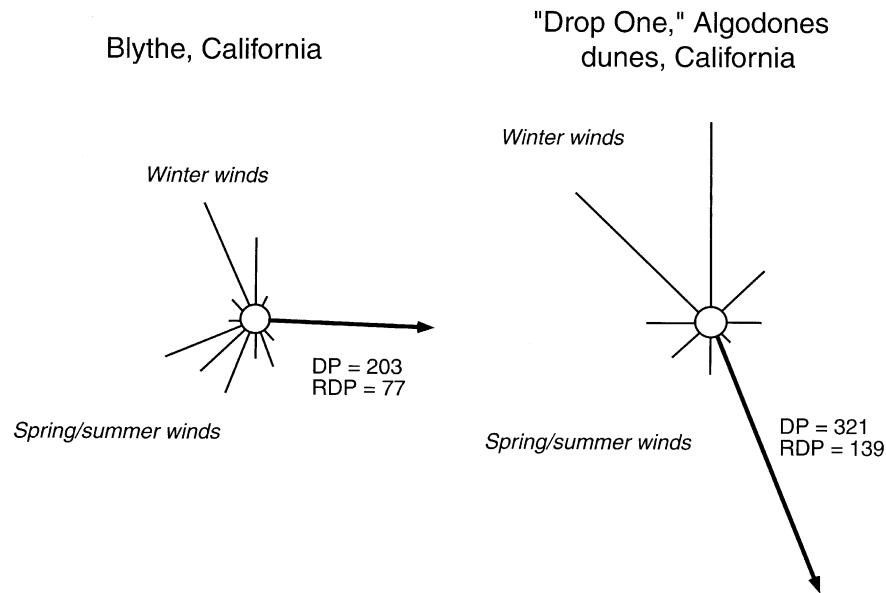 Blythe, California
Winter winds
DP = 203
RDP = 77
Spring/summer winds
"Drop One," Algodones
dunes, California
Winter winds
DP = 321
RDP = 139
Spring/summer winds